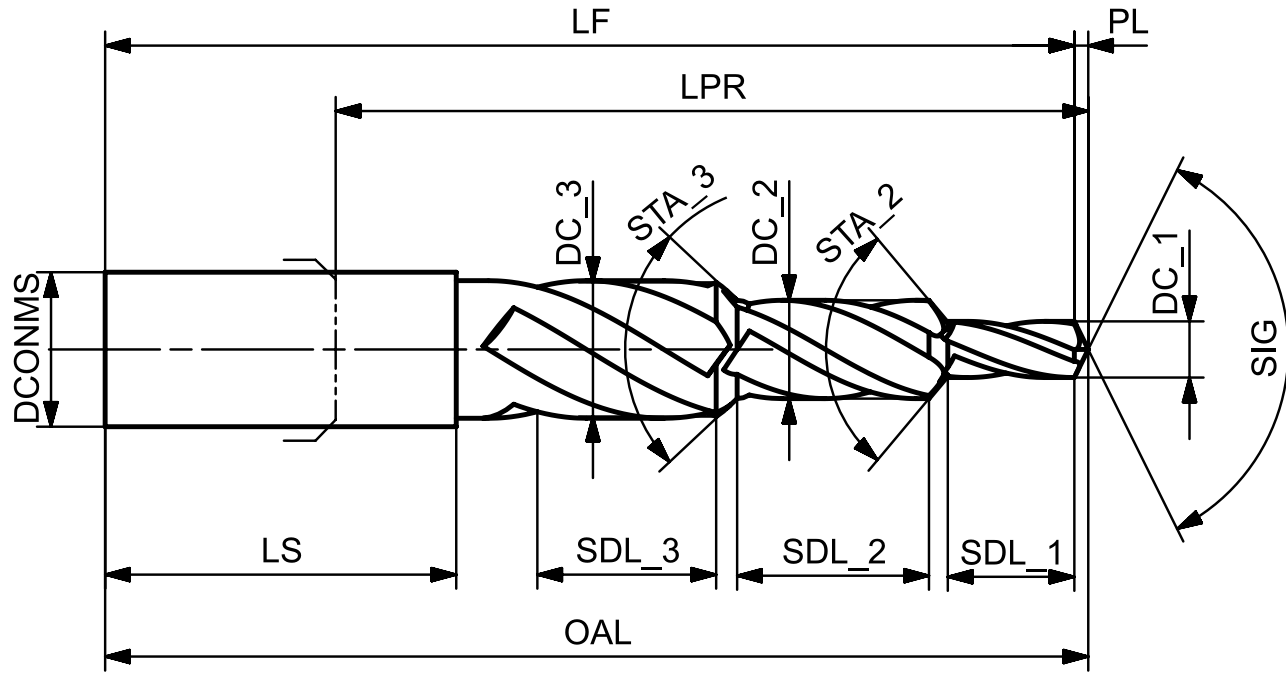 LF
PL
LPR
STA_3
DC_3
DC_2
STA_2
DC_1
DCONMS
SIG
LS
SDL_3
SDL_2
SDL_1
OAL